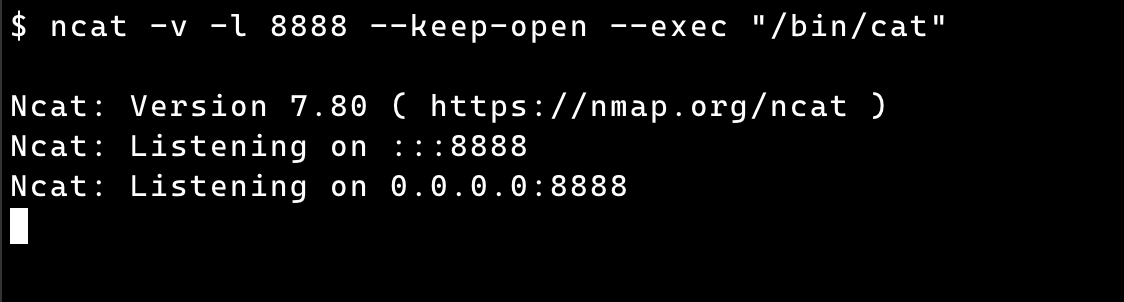 $ ncat -v -l 8888 --keep-open --exec "/bin/cat"
Ncat: Version 7.80 ( https://nmap.org/ncat )
Ncat: Listening on :::8888
Ncat: Listening on 0.0.0.0:8888